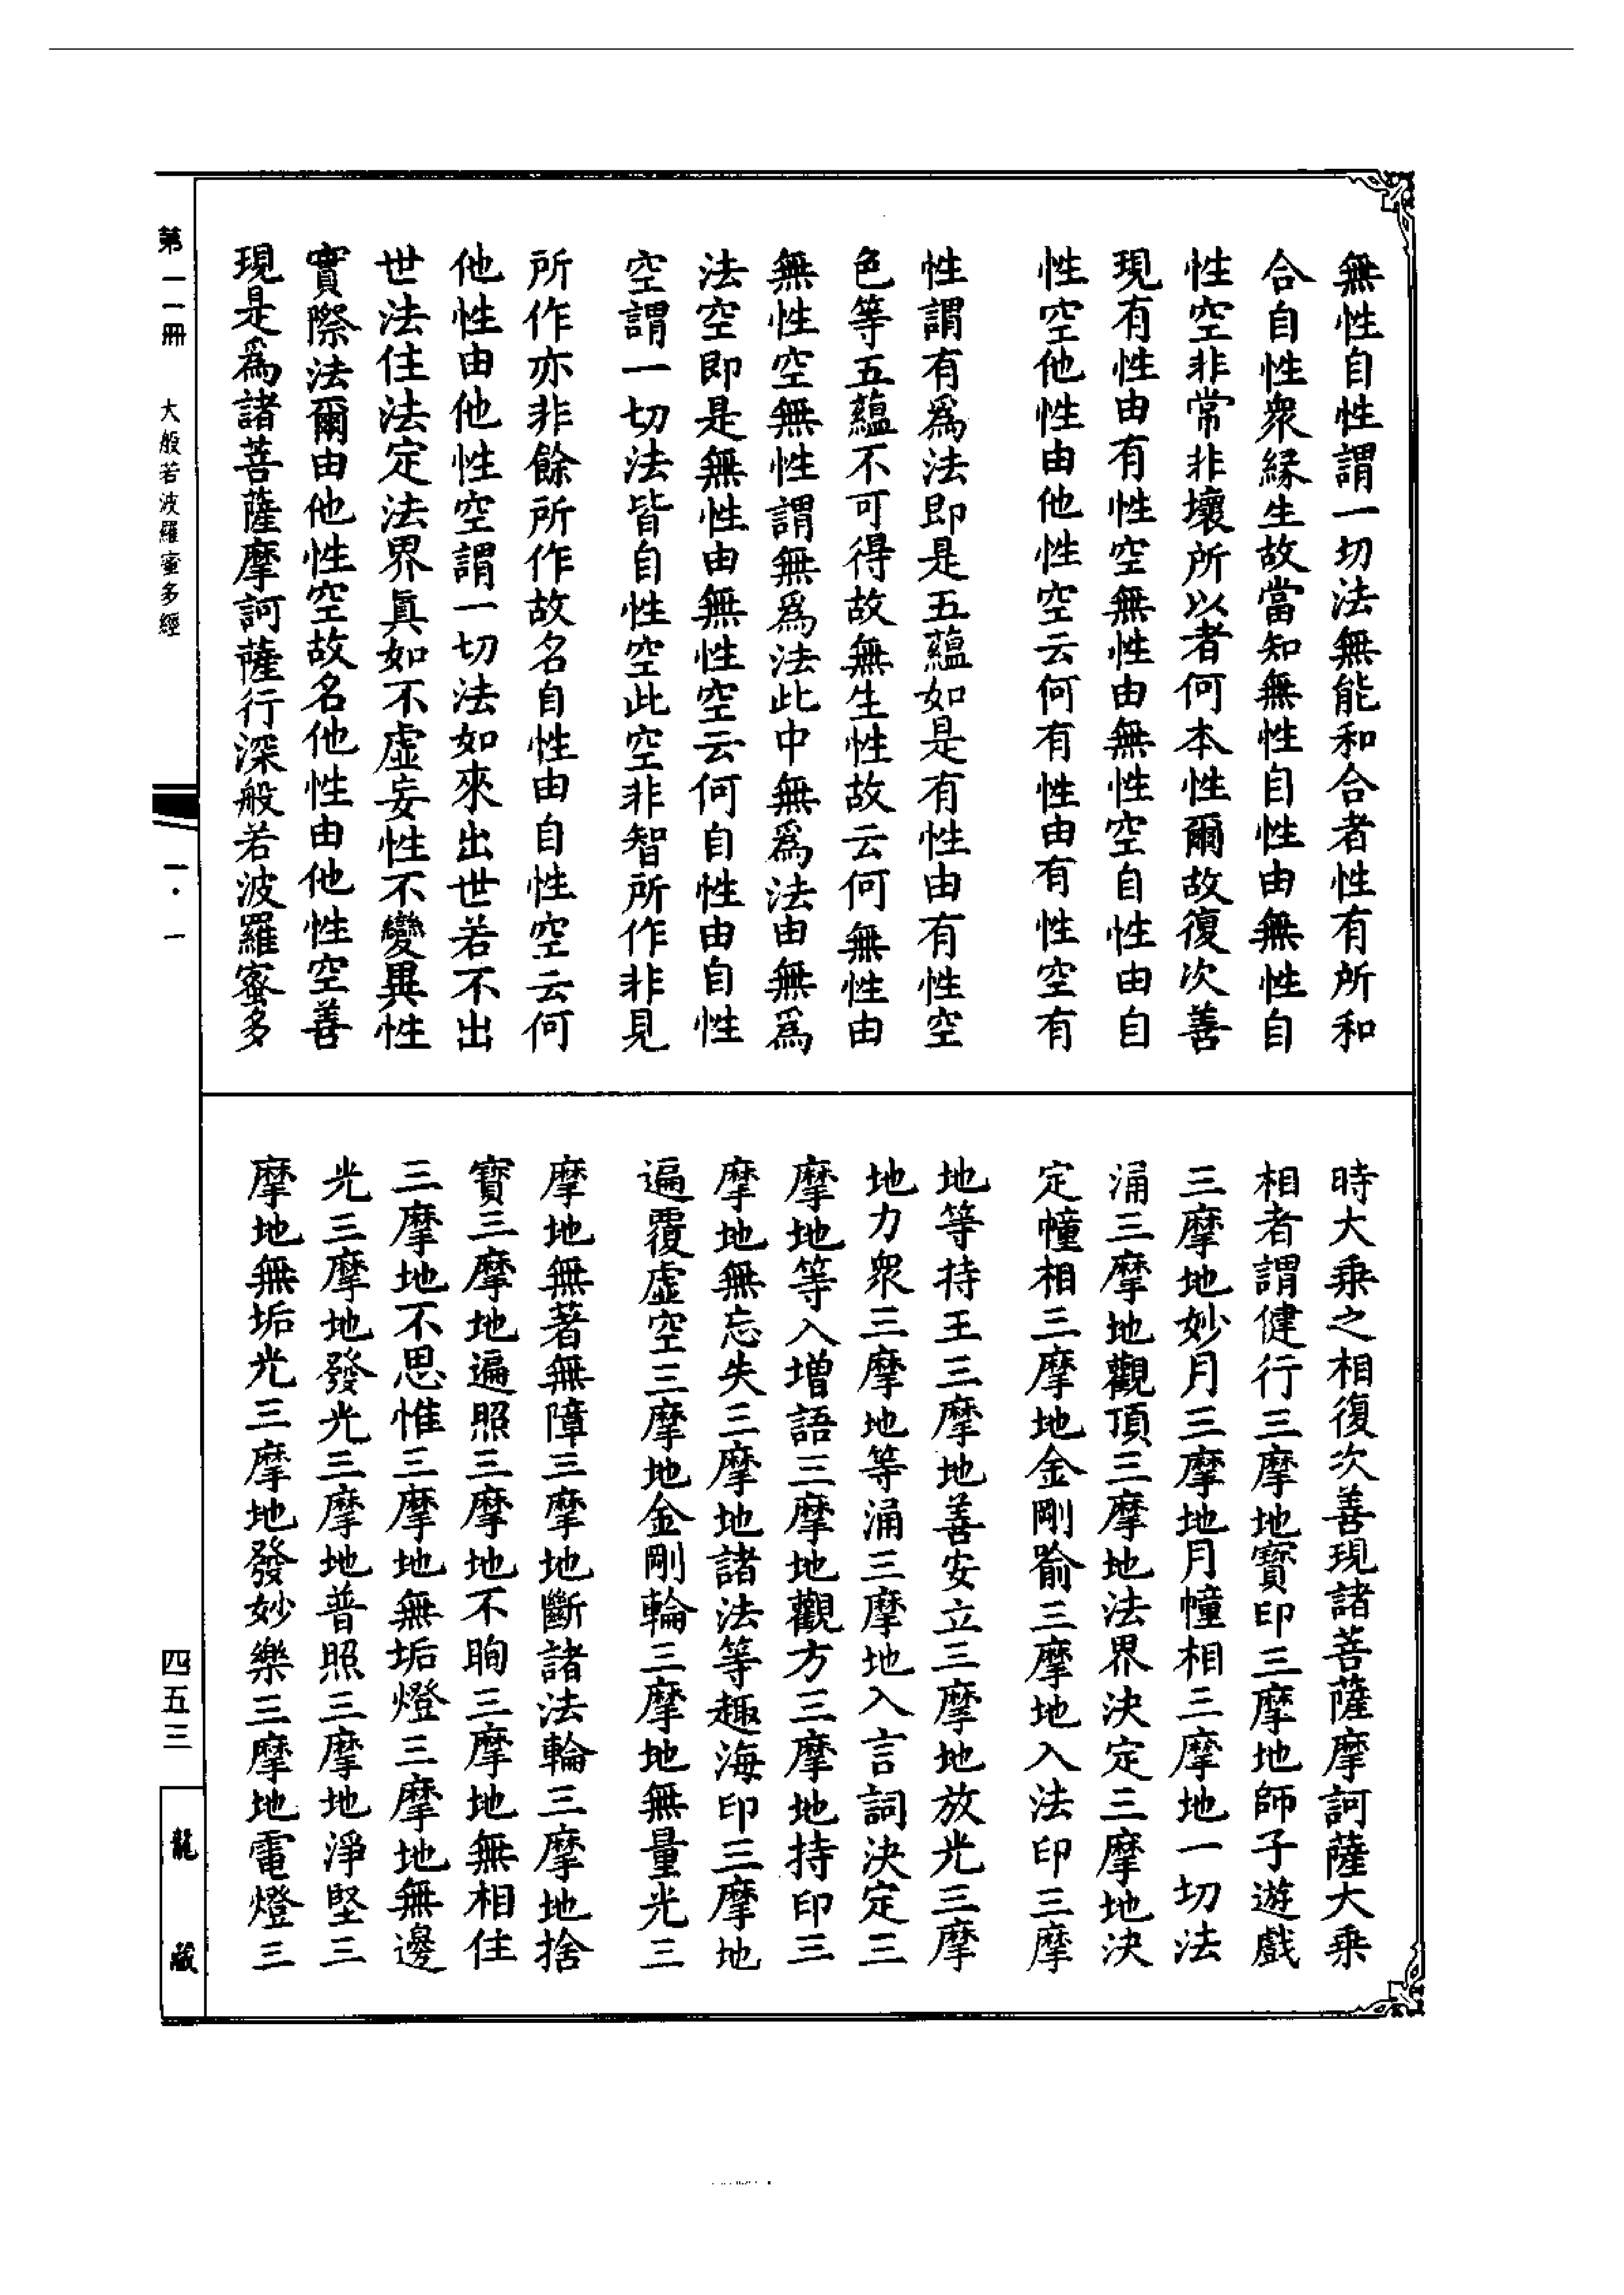 無性自性謂一切法無能和合者性有所和
合自性衆緣生故當知無性自性由無性自
性空非常非壞所以者何本性爾故復次善
現有性由有性空無性由無性空自性由自
性空他性由他性空云何有性由有性空有
性謂有爲法即是五蘊如是有性由有性空
色等五蘊不可得故無生性故云何無性由
無性空無性謂無爲法此中無爲法由無爲
法空即是無性由無性空云何自性由自性
空謂一切法皆自性空此空非智所作非見
所作亦非餘所作故名自性由自性空云何
他性由他性空謂一切法如來出世若不出
世法住法定法界眞如不虛妄性不變異性
實際法爾由他性空故名他性由他性空善
現是爲諸菩薩摩訶薩行深般若波羅蜜多
時大乘之相復次善現諸菩薩摩訶薩大乘
相者謂健行三摩地寳印三摩地師子遊戲
三摩地妙月三摩地月幢相三摩地一切法
涌三摩地觀頂三摩地法界決定三摩地決
定幢相三摩地金剛喻三摩地入法印三摩
地等持王三摩地善安立三摩地放光三摩
地力衆三摩地等涌三摩地入言詞決定三
摩地等入增語三摩地觀方三摩地持印三
摩地無忘失三摩地諸法等趣海印三摩地
遍覆虛空三摩地金剛輪三摩地無量光三
摩地無著無障三摩地斷諸法輪三摩地捨
寳三摩地遍照三摩地不眴三摩地無相住
三摩地不思惟三摩地無垢燈三摩地無邊
光三摩地發光三摩地普照三摩地淨堅三
摩地無垢光三摩地發妙樂三摩地電燈三
第一一冊 大般若波羅蜜多經
一·一
四五三
龍藏